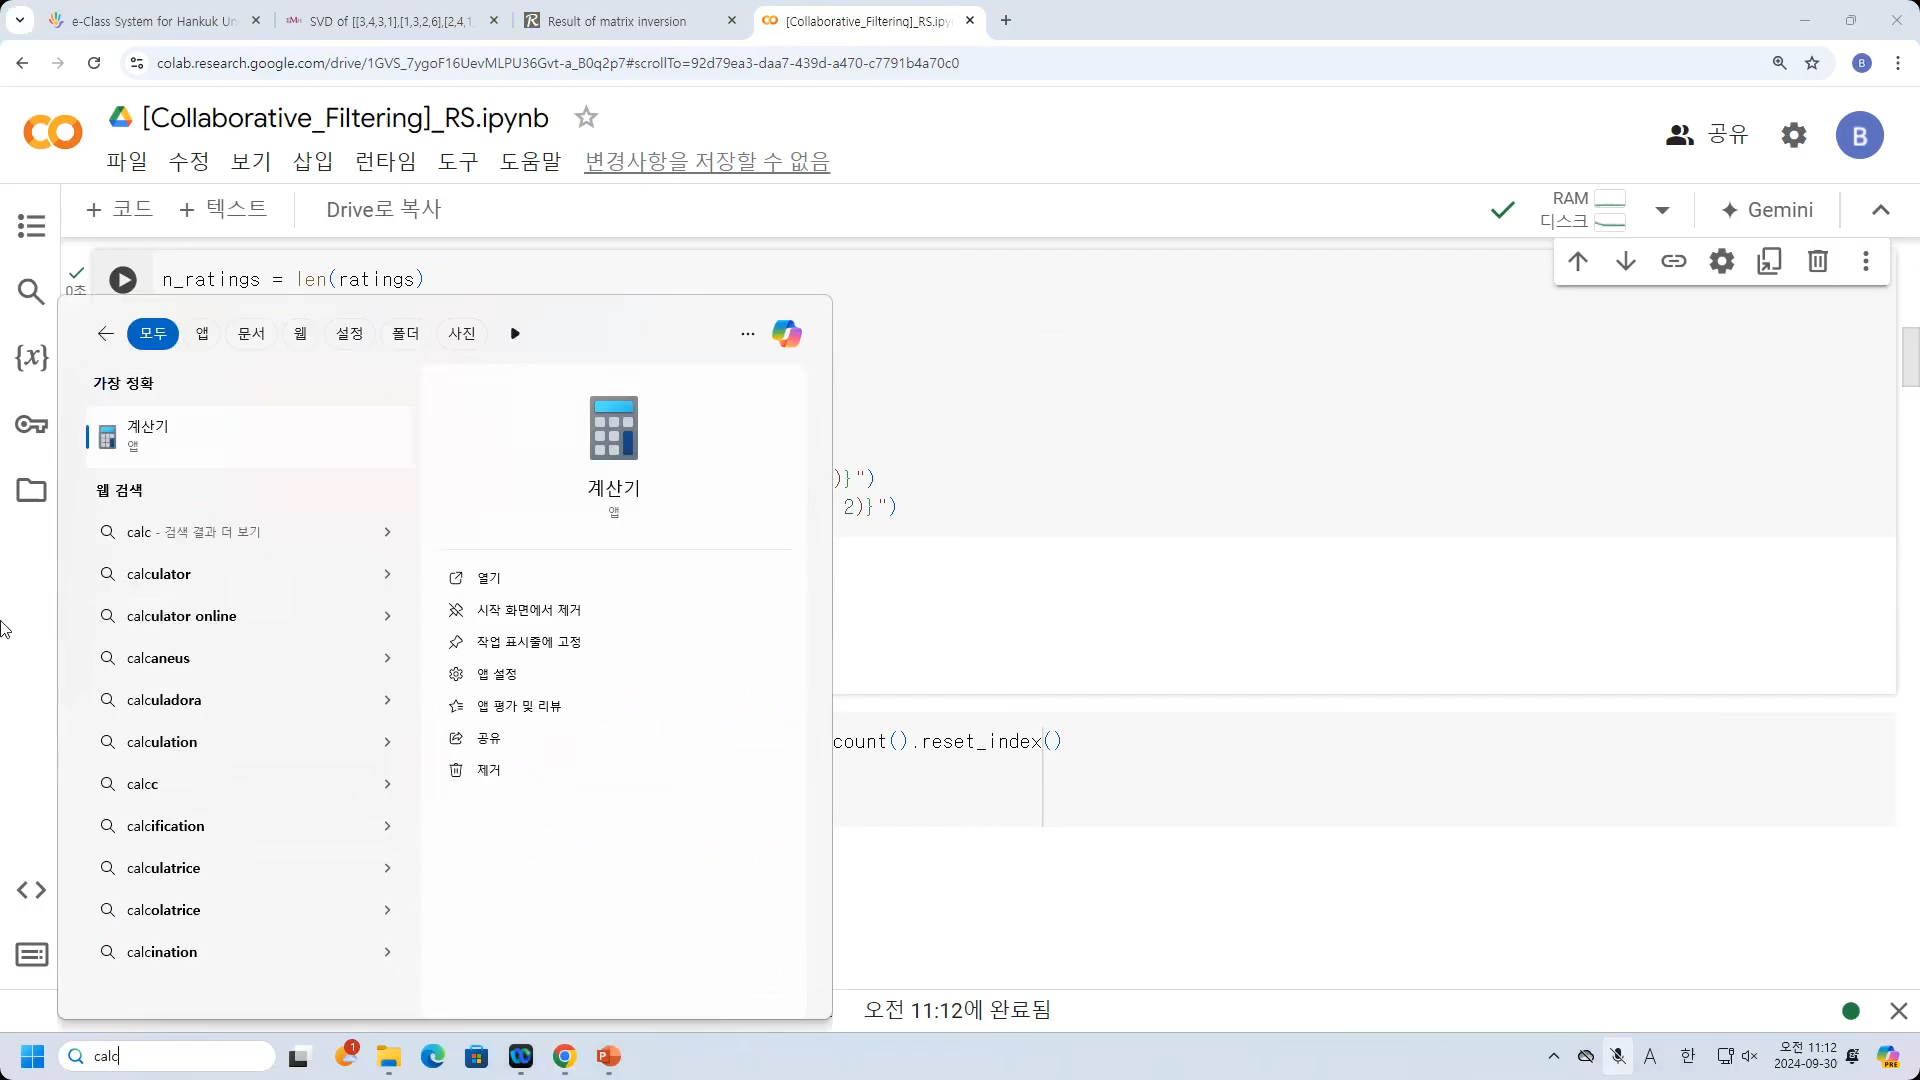 e-Class System for Hankuk Un
SVD of [[3,4,3,1],[1,3,2,6],[2,4,1,
Result of matrix inversion
[Collaborative_Filtering]_RS.ipy
colab.research.google.com/drive/1GVS_7ygoF16UevMLPU36Gvt-a_B0q2p7#scrollTo=92d79ea3-daa7-439d-a470-c7791b4a70c0
B
[Collaborative_Filtering]_RS.ipynb
공유
B
파일 수정 보기 삽입 런타임 도구 도움말 변경사항을 저장할 수 없음
+ 코드 + 텍스트 Drive로 복사
RAM
디스크
Gemini
n_ratings = len(ratings)
0초
모두 앱 문서 웹 설정 폴더 사진
가장 정확
계산기
앱
웹 검색
calc - 검색 결과 더 보기
calculator
calculator online
calcaneus
calculadora
calculation
calcc
calcification
calculatrice
calcolatrice
calcination
계산기
앱
열기
시작 화면에서 제거
작업 표시줄에 고정
앱 설정
앱 평가 및 리뷰
공유
제거
)}")
2)}")
count().reset_index()
오전 11:12에 완료됨
calc
1
A
한
오전 11:12
2024-09-30
PRE